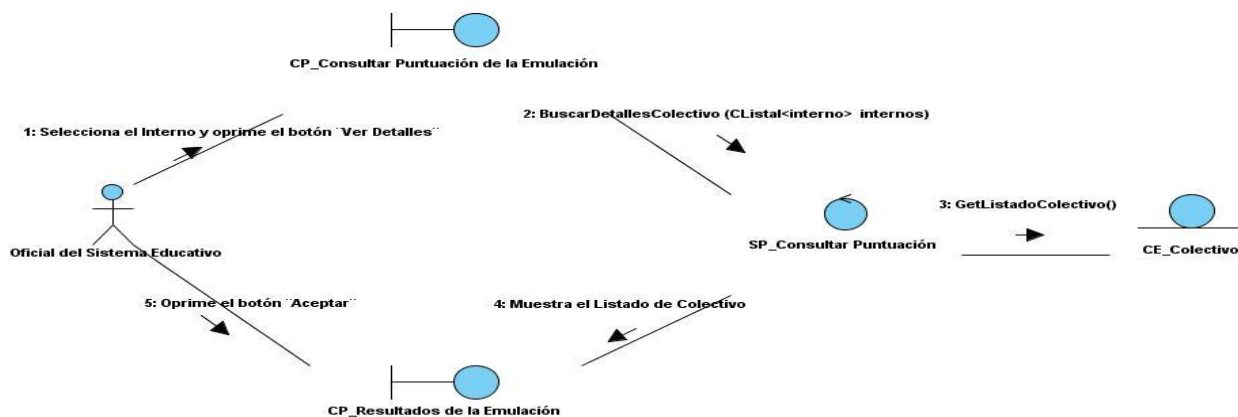 CP_Consultar Puntuación de la Emulación
1: Selecciona el Interno y oprime el botón ¨Ver Detalles¨
2: BuscarDetallesColectivo (CListal<interno> internos)
Oficial del Sistema Educativo
SP_Consultar Puntuación
3: GetListadoColectivo()
CE_Colectivo
5: Oprime el botón ¨Aceptar¨
4: Muestra el Listado de Colectivo
CP_Resultados de la Emulación